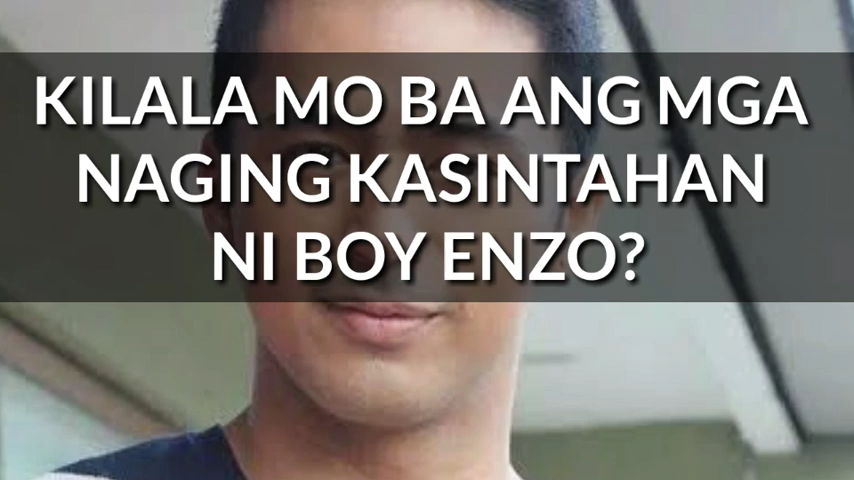 KILALA MO BA ANG MGA
NAGING KASINTAHAN
NI BOY ENZO?